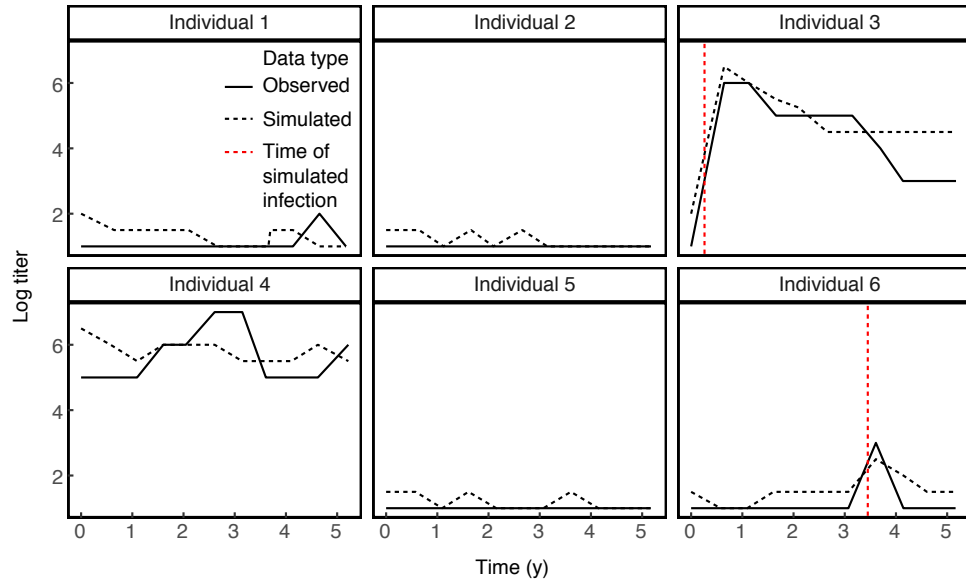 Individual 1
Individual 2
Individual 3
Data type
Observed
Simulated
Time of
simulated
infection
6
4
2
Individual 4
Individual 5
Individual 6
6
4
2
Log titer
0 1 2 3 4 5
0 1 2 3 4 5
0 1 2 3 4 5
Time (y)